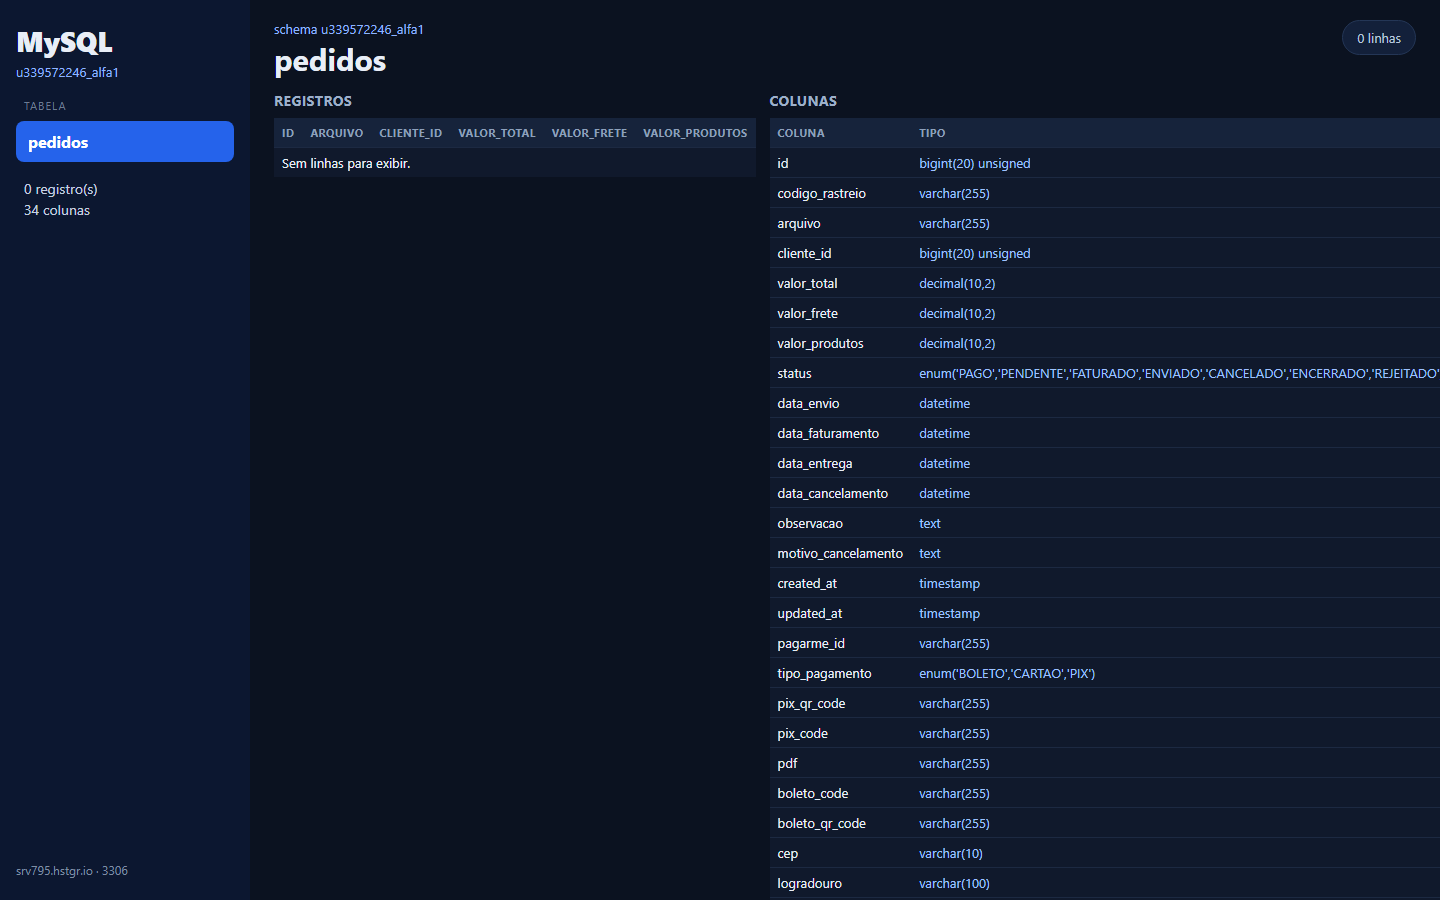 MySQL
u339572246_alfa1
TABELA
pedidos
0 registro(s)
34 colunas
srv795.hstgr.io · 3306
schema u339572246_alfa1
pedidos
0 linhas
REGISTROS
ID ARQUIVO CLIENTE_ID VALOR_TOTAL VALOR_FRETE VALOR_PRODUTOS
Sem linhas para exibir.
COLUNAS
COLUNA TIPO
id bigint(20) unsigned
codigo_rastreio varchar(255)
arquivo varchar(255)
cliente_id bigint(20) unsigned
valor_total decimal(10,2)
valor_frete decimal(10,2)
valor_produtos decimal(10,2)
status enum('PAGO','PENDENTE','FATURADO','ENVIADO','CANCELADO','ENCERRADO','REJEITADO'
data_envio datetime
data_faturamento datetime
data_entrega datetime
data_cancelamento datetime
observacao text
motivo_cancelamento text
created_at timestamp
updated_at timestamp
pagarme_id varchar(255)
tipo_pagamento enum('BOLETO','CARTAO','PIX')
pix_qr_code varchar(255)
pix_code varchar(255)
pdf varchar(255)
boleto_code varchar(255)
boleto_qr_code varchar(255)
cep varchar(10)
logradouro varchar(100)